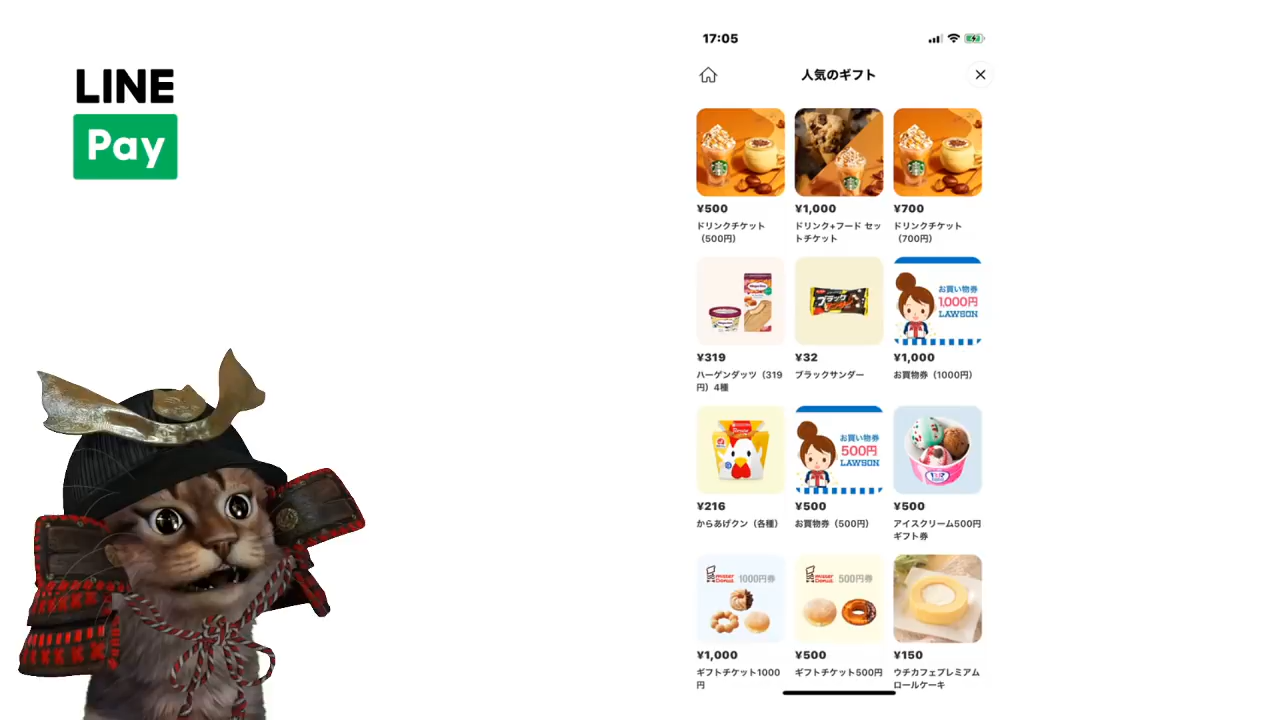 LINE
Pay
17:05
人気のギフト
¥500
ドリンクチケット
（500円）
¥1,000
ドリンク+フード セッ
トチケット
¥700
ドリンクチケット
（700円）
お買い物券
1,000円
LAWSON
¥319
ハーゲンダッツ（319
円）4種
ブラック
¥32
ブラックサンダー
¥1,000
お買物券（1000円）
お買い物券
500円
LAWSON
¥216
からあげクン（各種）
¥500
お買物券（500円）
¥500
アイスクリーム500円
ギフト券
mister
Donut
1000円券
mister
Donut
500円券
¥1,000
ギフトチケット1000
円
¥500
ギフトチケット500円
¥150
ウチカフェプレミアム
ロールケーキ